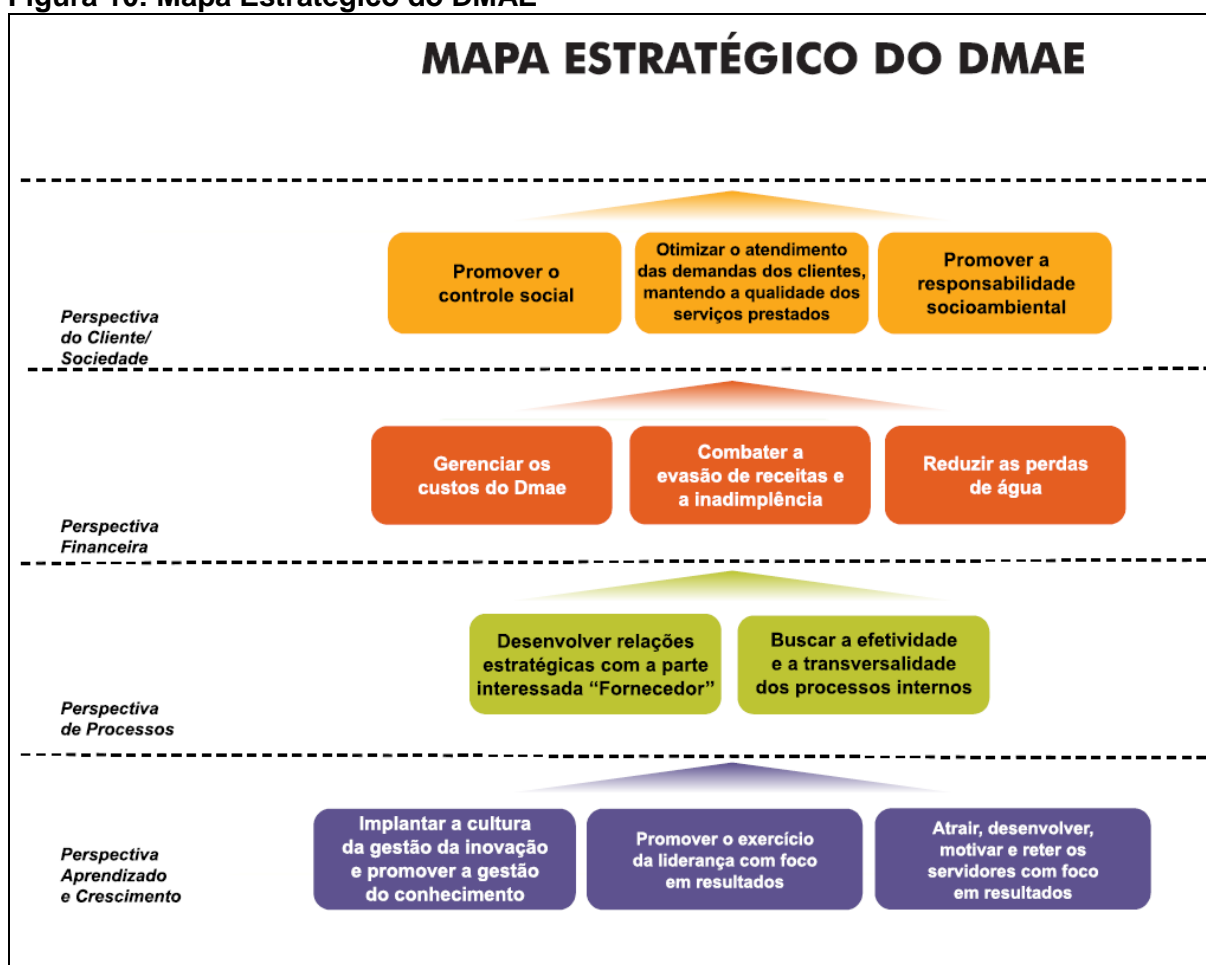 Figura 10: Mapa Estratégico do DMAE
MAPA ESTRATÉGICO DO DMAE
Promover o
controle social
Otimizar o atendimento
das demandas dos clientes,
mantendo a qualidade dos
serviços prestados
Promover a
responsabilidade
socioambiental
Perspectiva
do Cliente/
Sociedade
Gerenciar os
custos do Dmae
Combater a
evasão de receitas e
a inadimplência
Reduzir as perdas
de água
Perspectiva
Financeira
Desenvolver relações
estratégicas com a parte
interessada “Fornecedor”
Buscar a efetividade
e a transversalidade
dos processos internos
Perspectiva
de Processos
Implantar a cultura
da gestão da inovação
e promover a gestão
do conhecimento
Promover o exercício
da liderança com foco
em resultados
Atrair, desenvolver,
motivar e reter os
servidores com foco
em resultados
Perspectiva
Aprendizado
e Crescimento